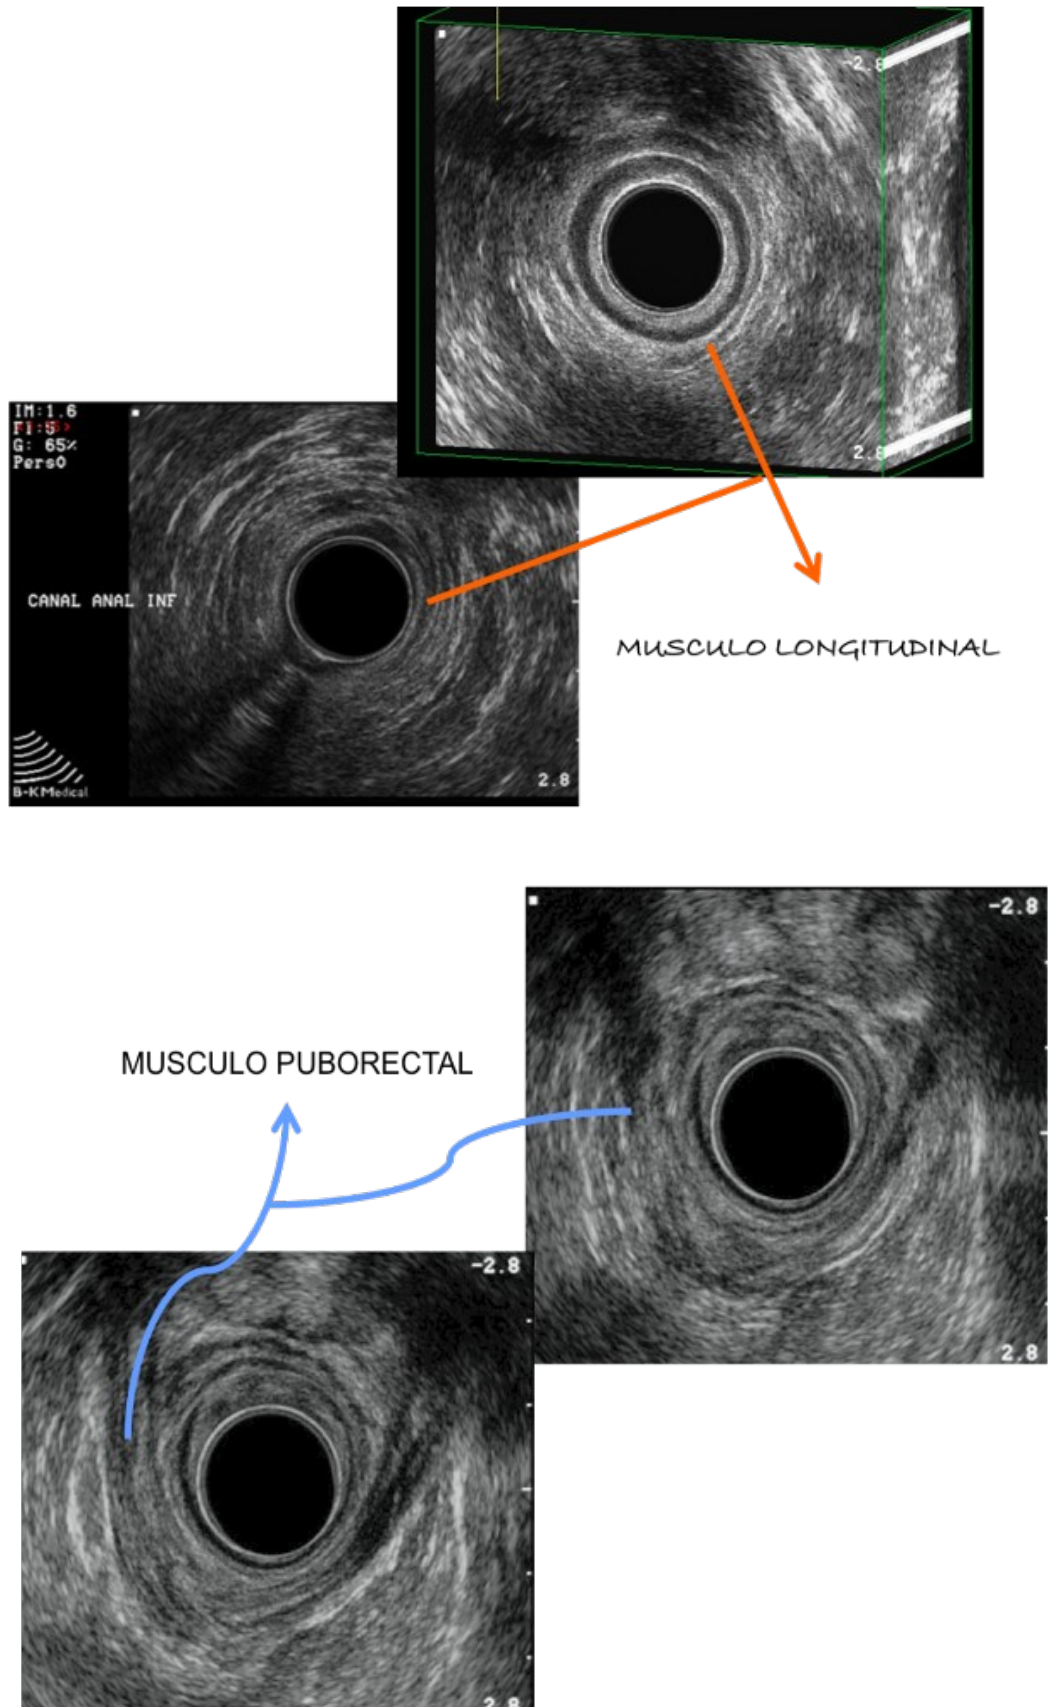 -2.8
2.8
IM:1.6
G: 65%
Pers0
CANAL ANAL INF
B-K Medical
2.8
MUSCULO LONGITUDINAL
-2.8
2.8
MUSCULO PUBORECTAL
-2.8
2.8